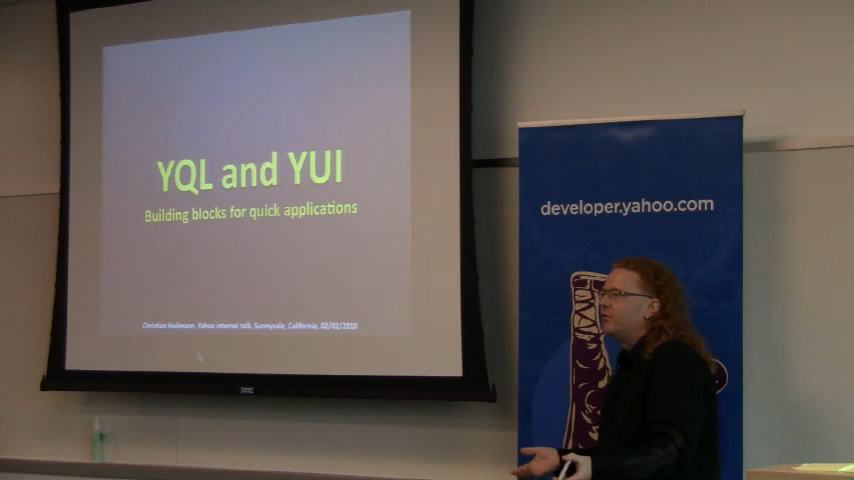 YQL and YUI
Building blocks for quick applications
Christian Heilmann, Yahoo internal talk, Sunnyvale, California, 02/02/2010
developer.yahoo.com